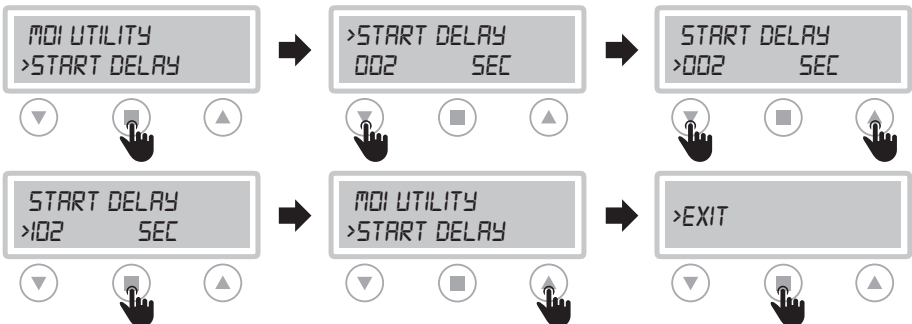 MOI UTILITY
>START DELAY
>START DELAY
002 SEC
START DELAY
>002 SEC
START DELAY
>102 SEC
MOI UTILITY
>START DELAY
>EXIT